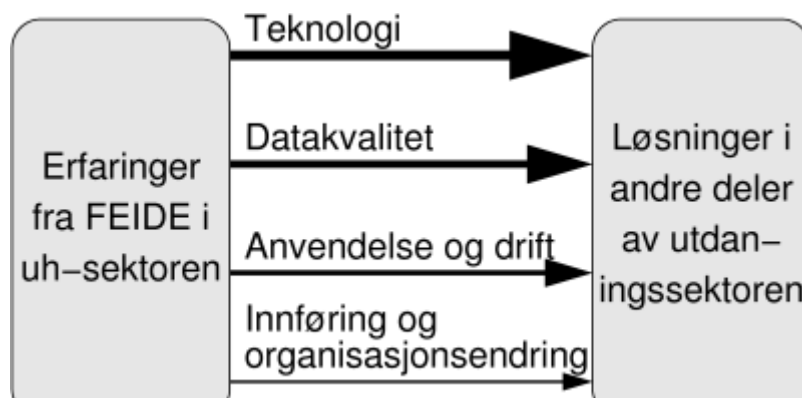 Erfaringer
fra FEIDE i
uh−sektoren
Teknologi
Datakvalitet
Anvendelse og drift
Innføring og
organisasjonsendring
Løsninger i
andre deler
av utdan−
ingssektoren